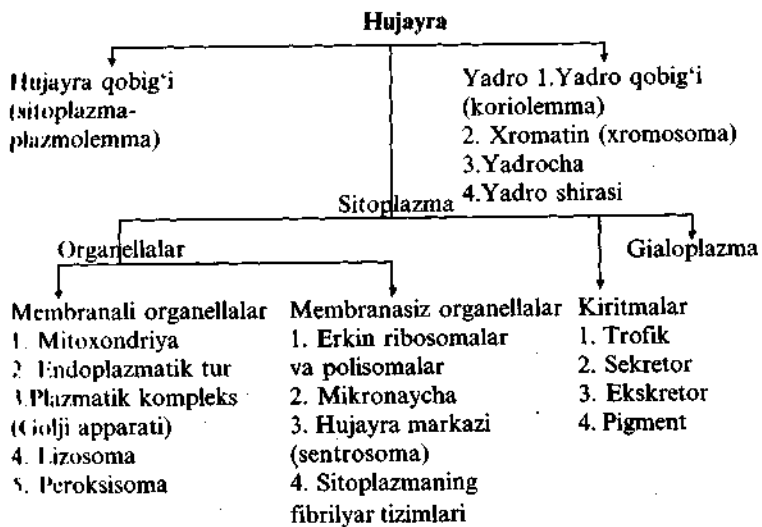 Hujayra
Hujayra qobig‘i
(sitoplazma-
plazmolemma)
Yadro 1.Yadro qobig‘i
(koriolemma)
2. Xromatin (xromosoma)
3.Yadrocha
4.Yadro shirasi
Sitoplazma
Organellalar
Gialoplazma
Membranali organellalar
1. Mitoxondriya
2. Endoplazmatik tur
3.Plazmatik kompleks
(Golji apparati)
4. Lizosoma
5. Peroksisoma
Membranasiz organellalar
1. Erkin ribosomalar
va polisomalar
2. Mikronaycha
3. Hujayra markazi
(sentrosoma)
4. Sitoplazmaning
fibrilyar tizimlari
Kiritmalar
1. Trofik
2. Sekretor
3. Ekskretor
4. Pigment